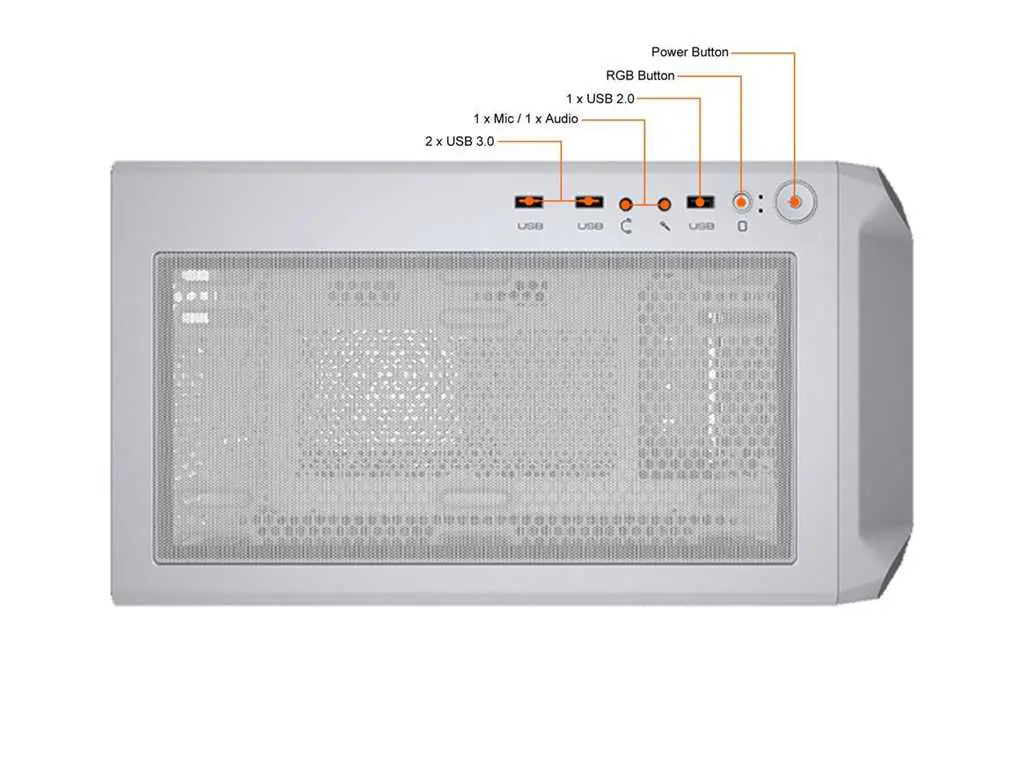 Power Button
RGB Button
1 x USB 2.0
1 x Mic / 1 x Audio
2 x USB 3.0
USB USB USB